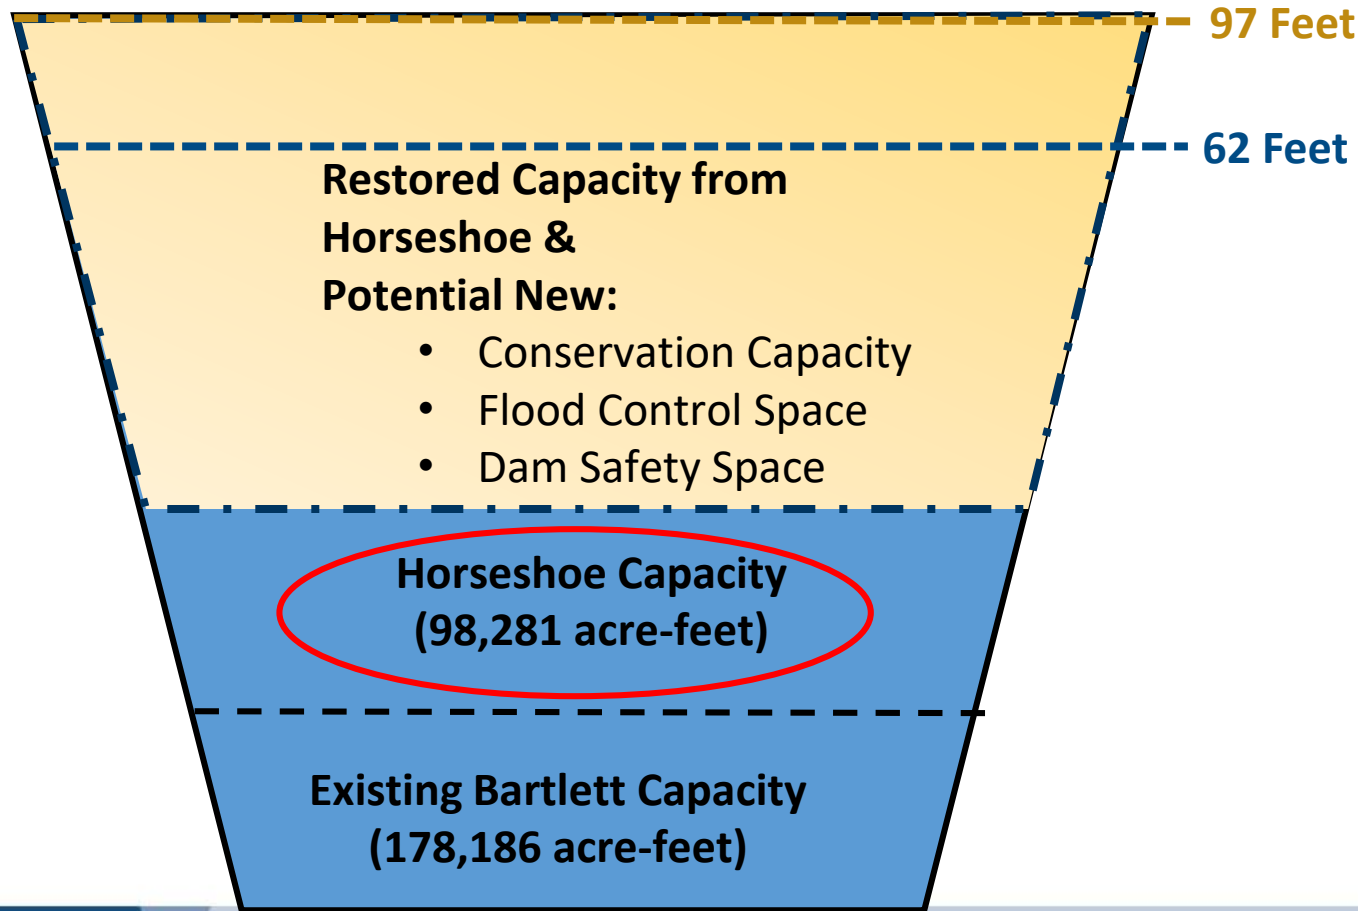 97 Feet
62 Feet
Restored Capacity from
Horseshoe &
Potential New:
• Conservation Capacity
• Flood Control Space
• Dam Safety Space
Horseshoe Capacity
(98,281 acre-feet)
Existing Bartlett Capacity
(178,186 acre-feet)